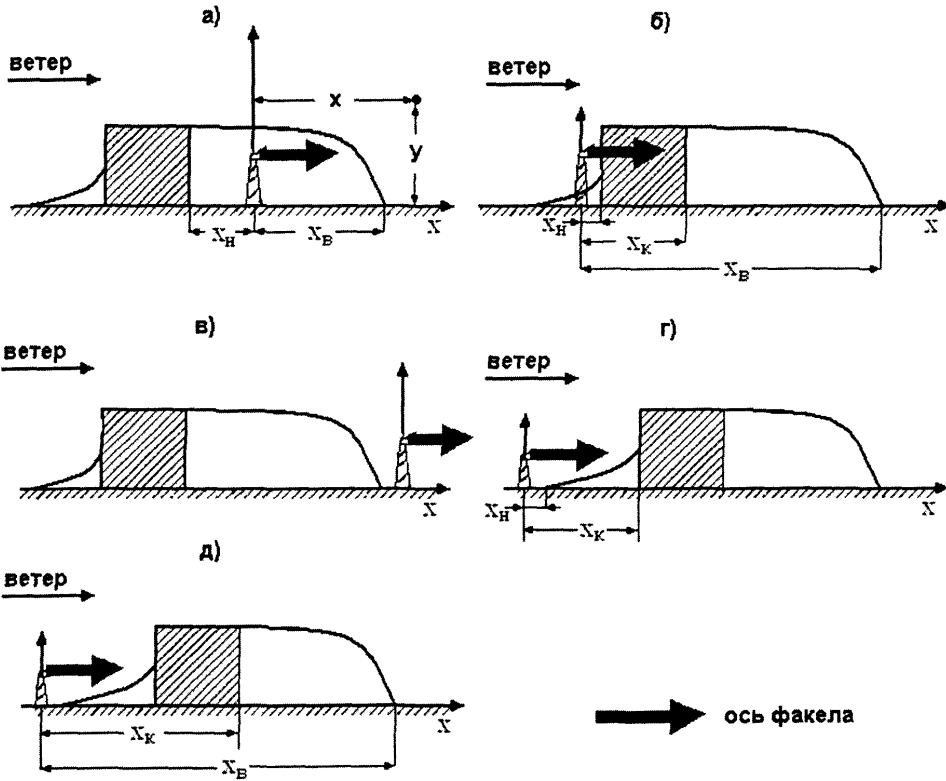 а)
ветер
x
y
xн
xв
x
б)
ветер
xн
xк
xв
x
в)
ветер
x
г)
ветер
xн
xк
x
д)
ветер
xк
xв
x
ось факела